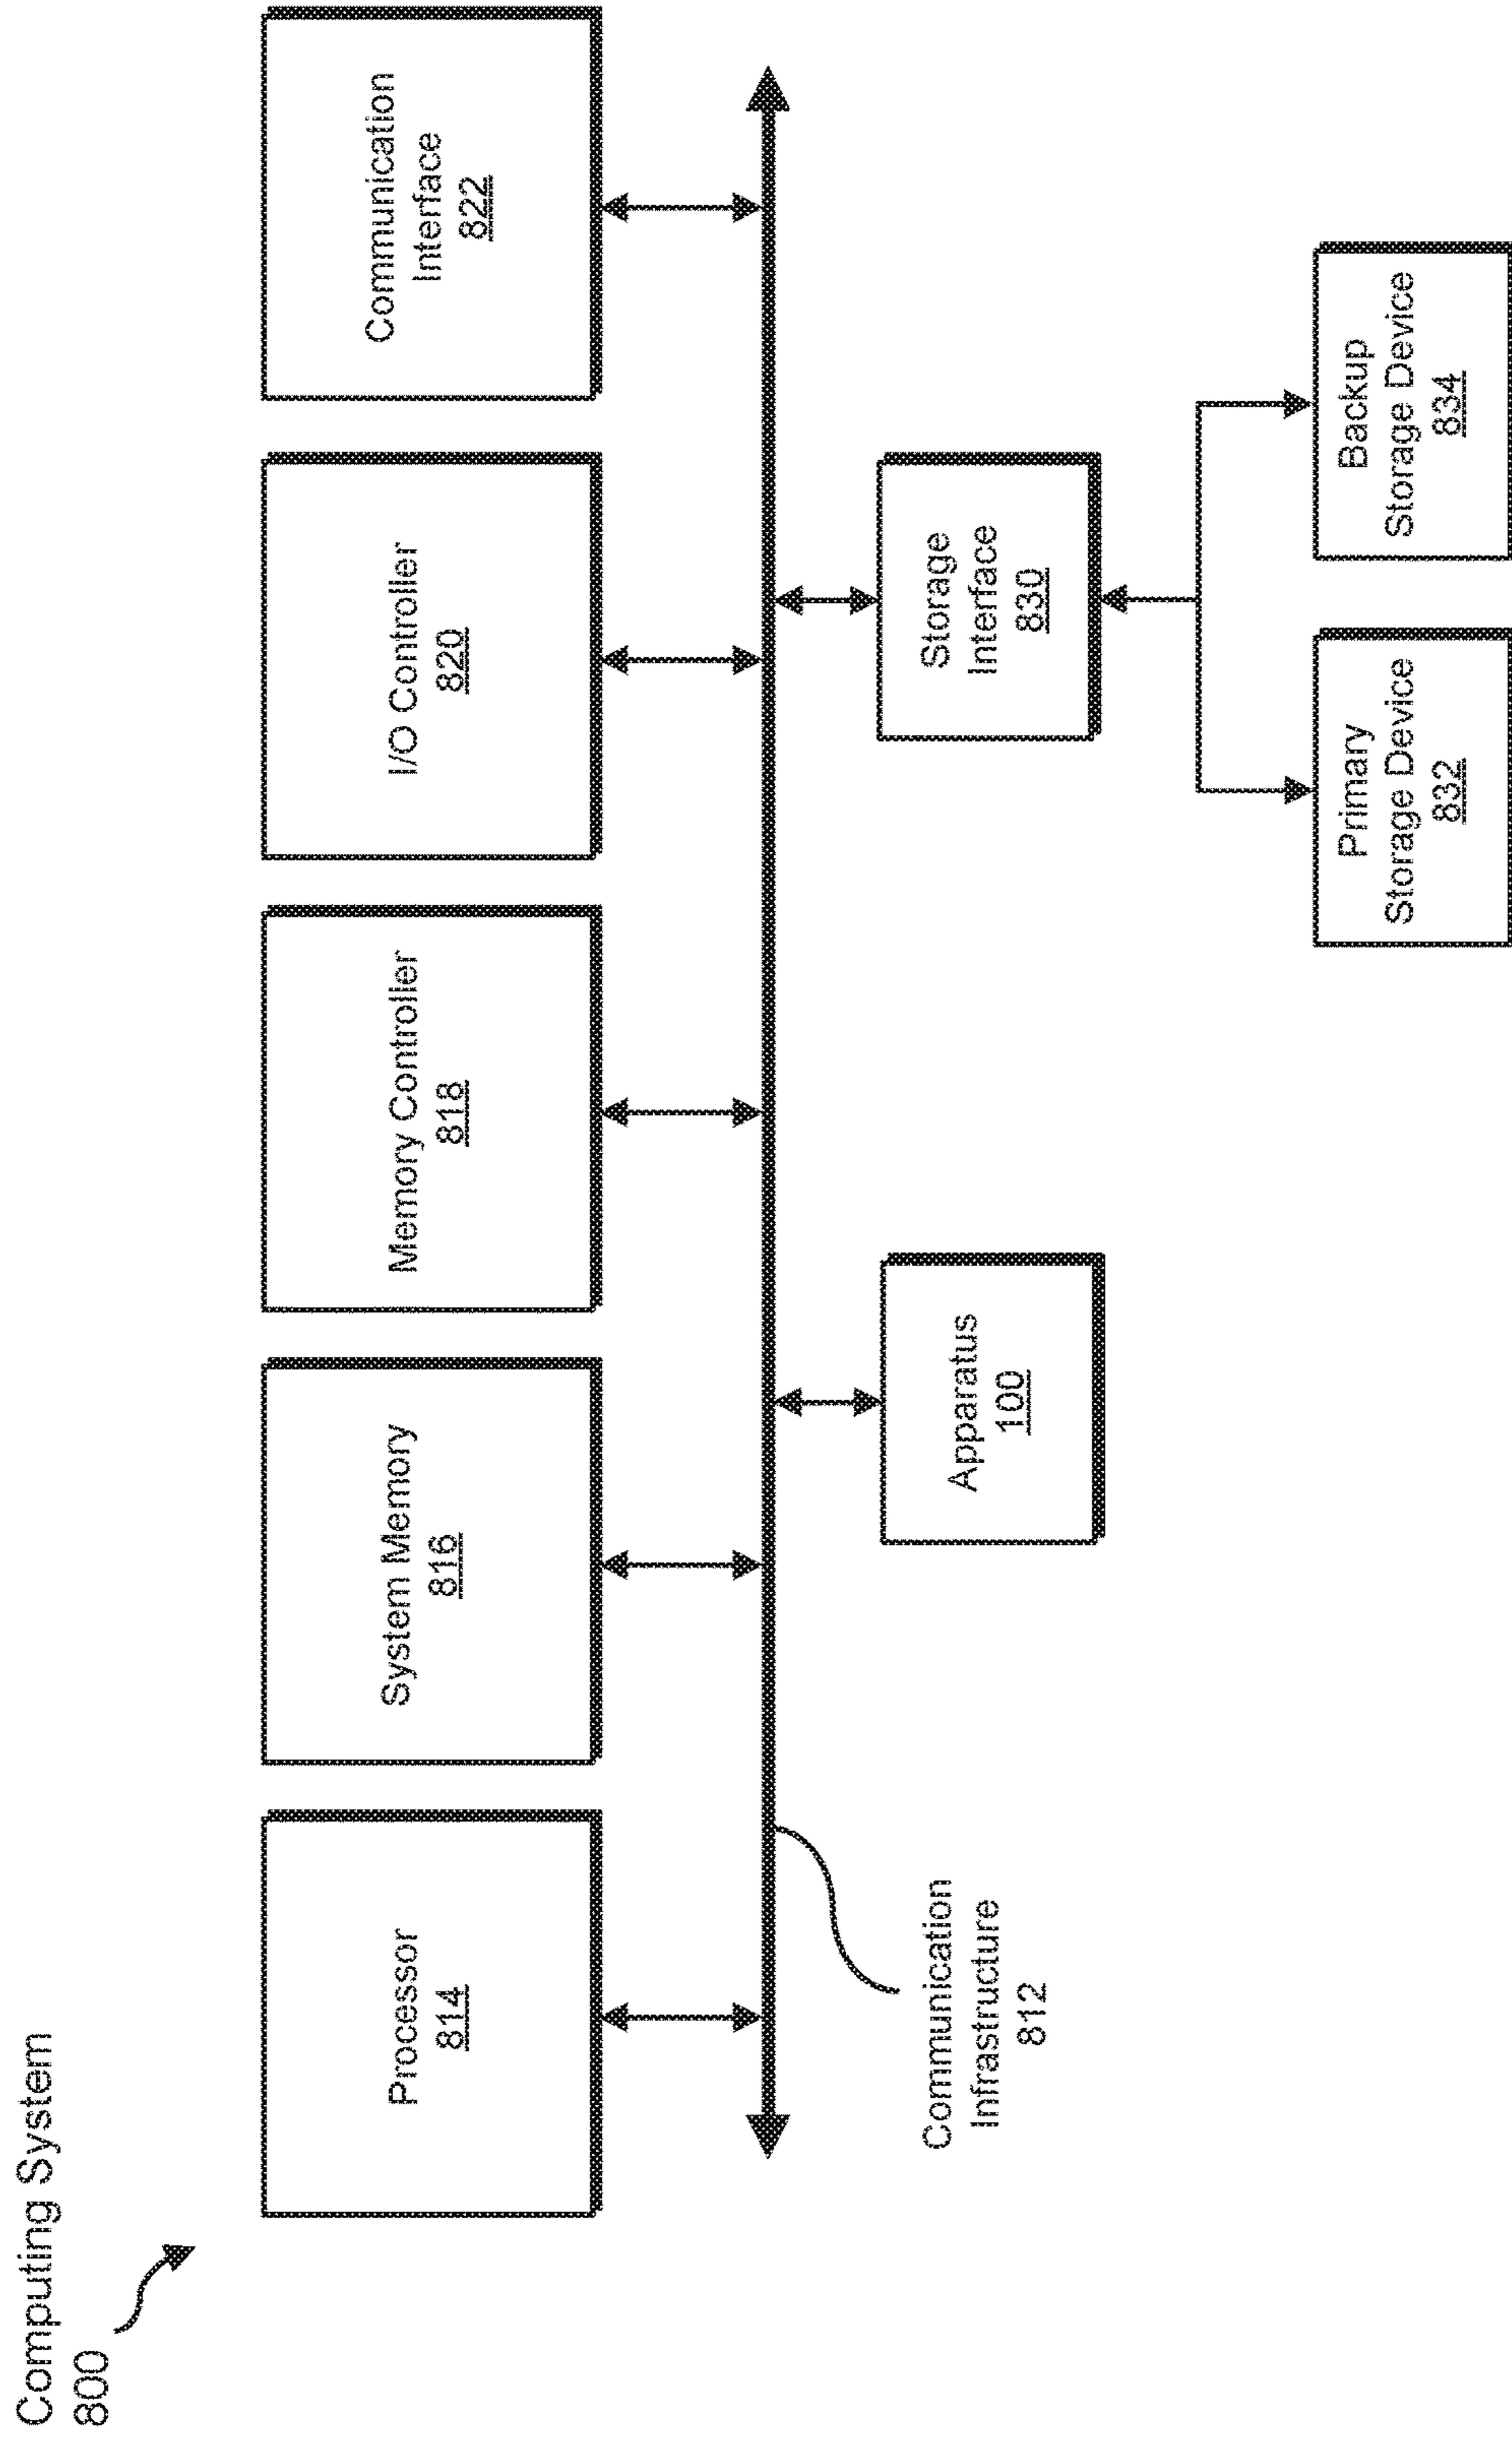 Computing System
800
Processor
814
System Memory
816
Memory Controller
818
I/O Controller
820
Communication
Interface
822
Communication
Infrastructure
812
Apparatus
100
Storage
Interface
830
Primary
Storage Device
832
Backup
Storage Device
834